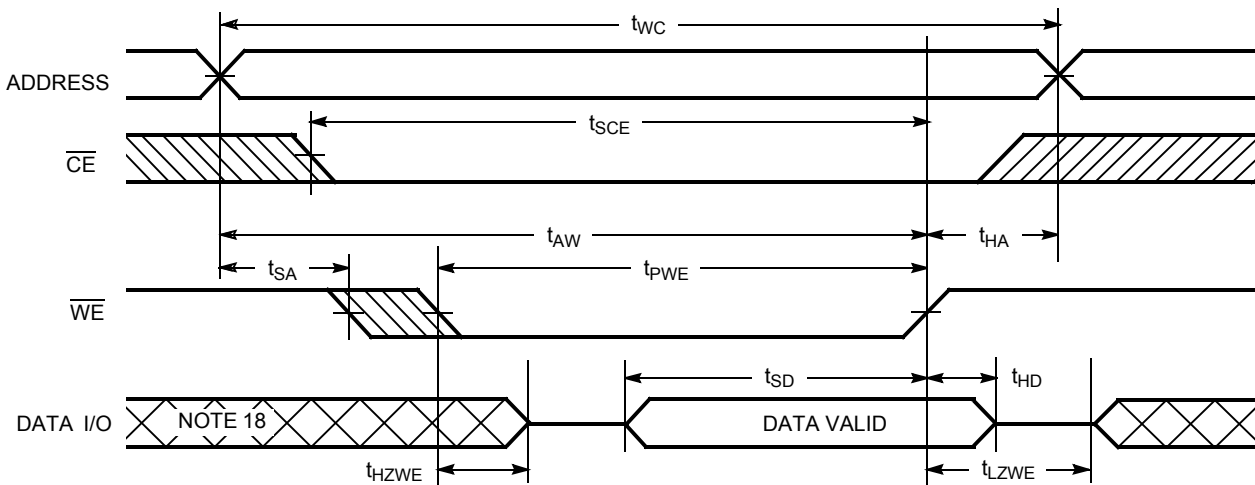 tWC
ADDRESS
tSCE
CE
tAW
tHA
tSA
tPWE
WE
tSD
tHD
DATA I/O
NOTE 18
DATA VALID
tHZWE
tLZWE